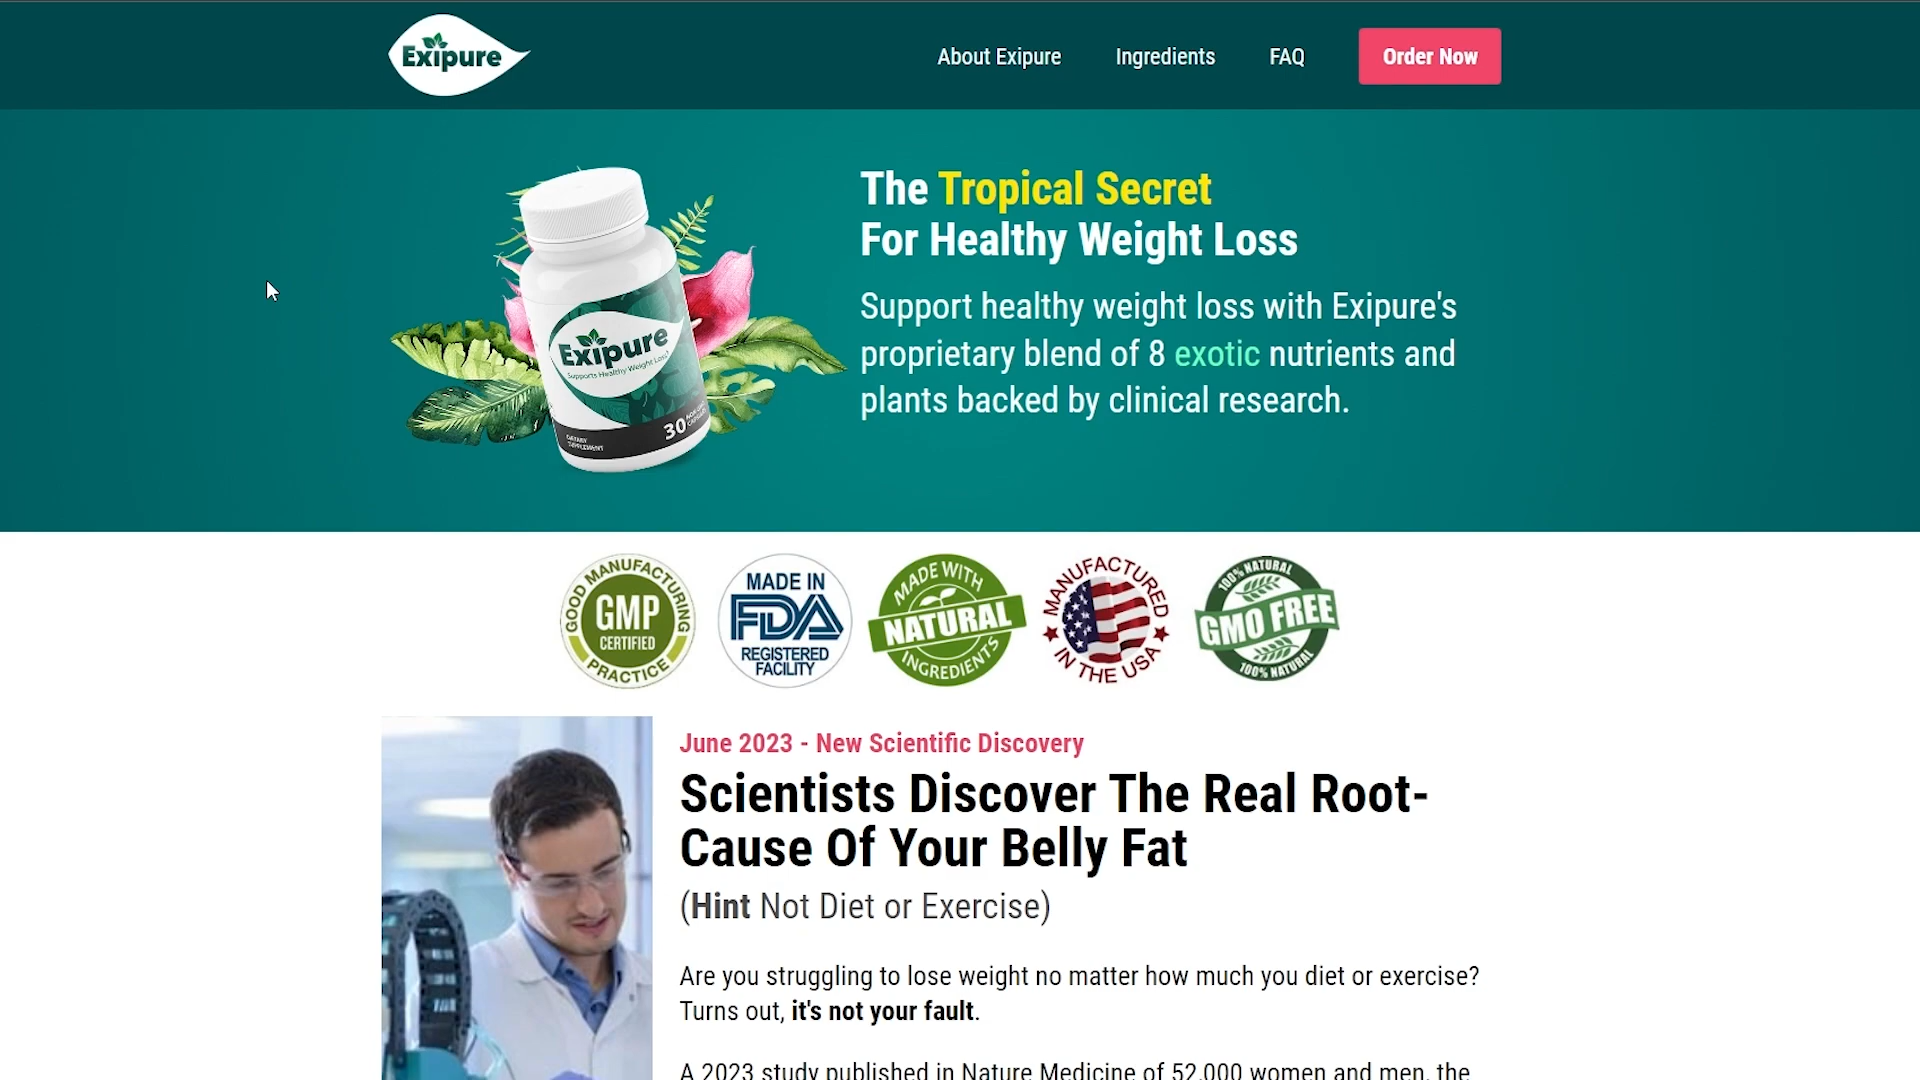 Exipure
About Exipure
Ingredients
FAQ
Order Now
The Tropical Secret
For Healthy Weight Loss
Support healthy weight loss with Exipure's
proprietary blend of 8 exotic nutrients and
plants backed by clinical research.
Exipure
Supports Healthy Weight Loss
DIETARY
SUPPLEMENT
30
GOOD MANUFACTURING
GMP
CERTIFIED
PRACTICE
MADE IN
FDA
REGISTERED
FACILITY
MADE WITH
NATURAL
INGREDIENTS
MANUFACTURED
IN THE USA
100% NATURAL
GMO FREE
100% NATURAL
June 2023 - New Scientific Discovery
Scientists Discover The Real Root-
Cause Of Your Belly Fat
(Hint Not Diet or Exercise)
Are you struggling to lose weight no matter how much you diet or exercise?
Turns out, it's not your fault.
A 2023 study published in Nature Medicine of 52,000 women and men, the